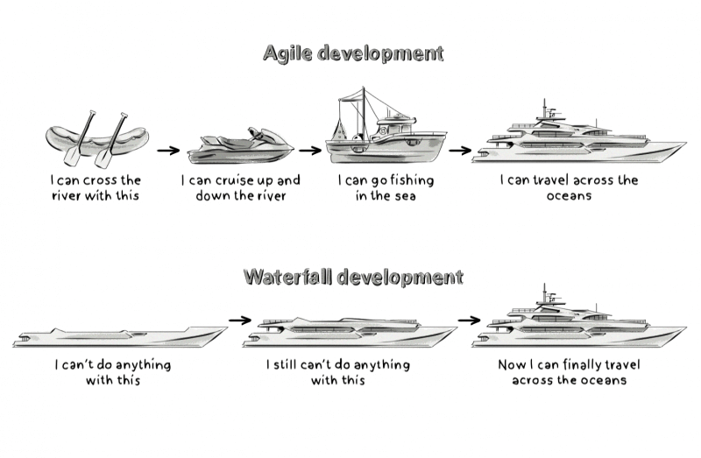 Agile development
I can cross the
river with this
I can cruise up and
down the river
I can go fishing
in the sea
I can travel across the
oceans
Waterfall development
I can't do anything
with this
I still can't do anything
with this
Now I can finally travel
across the oceans